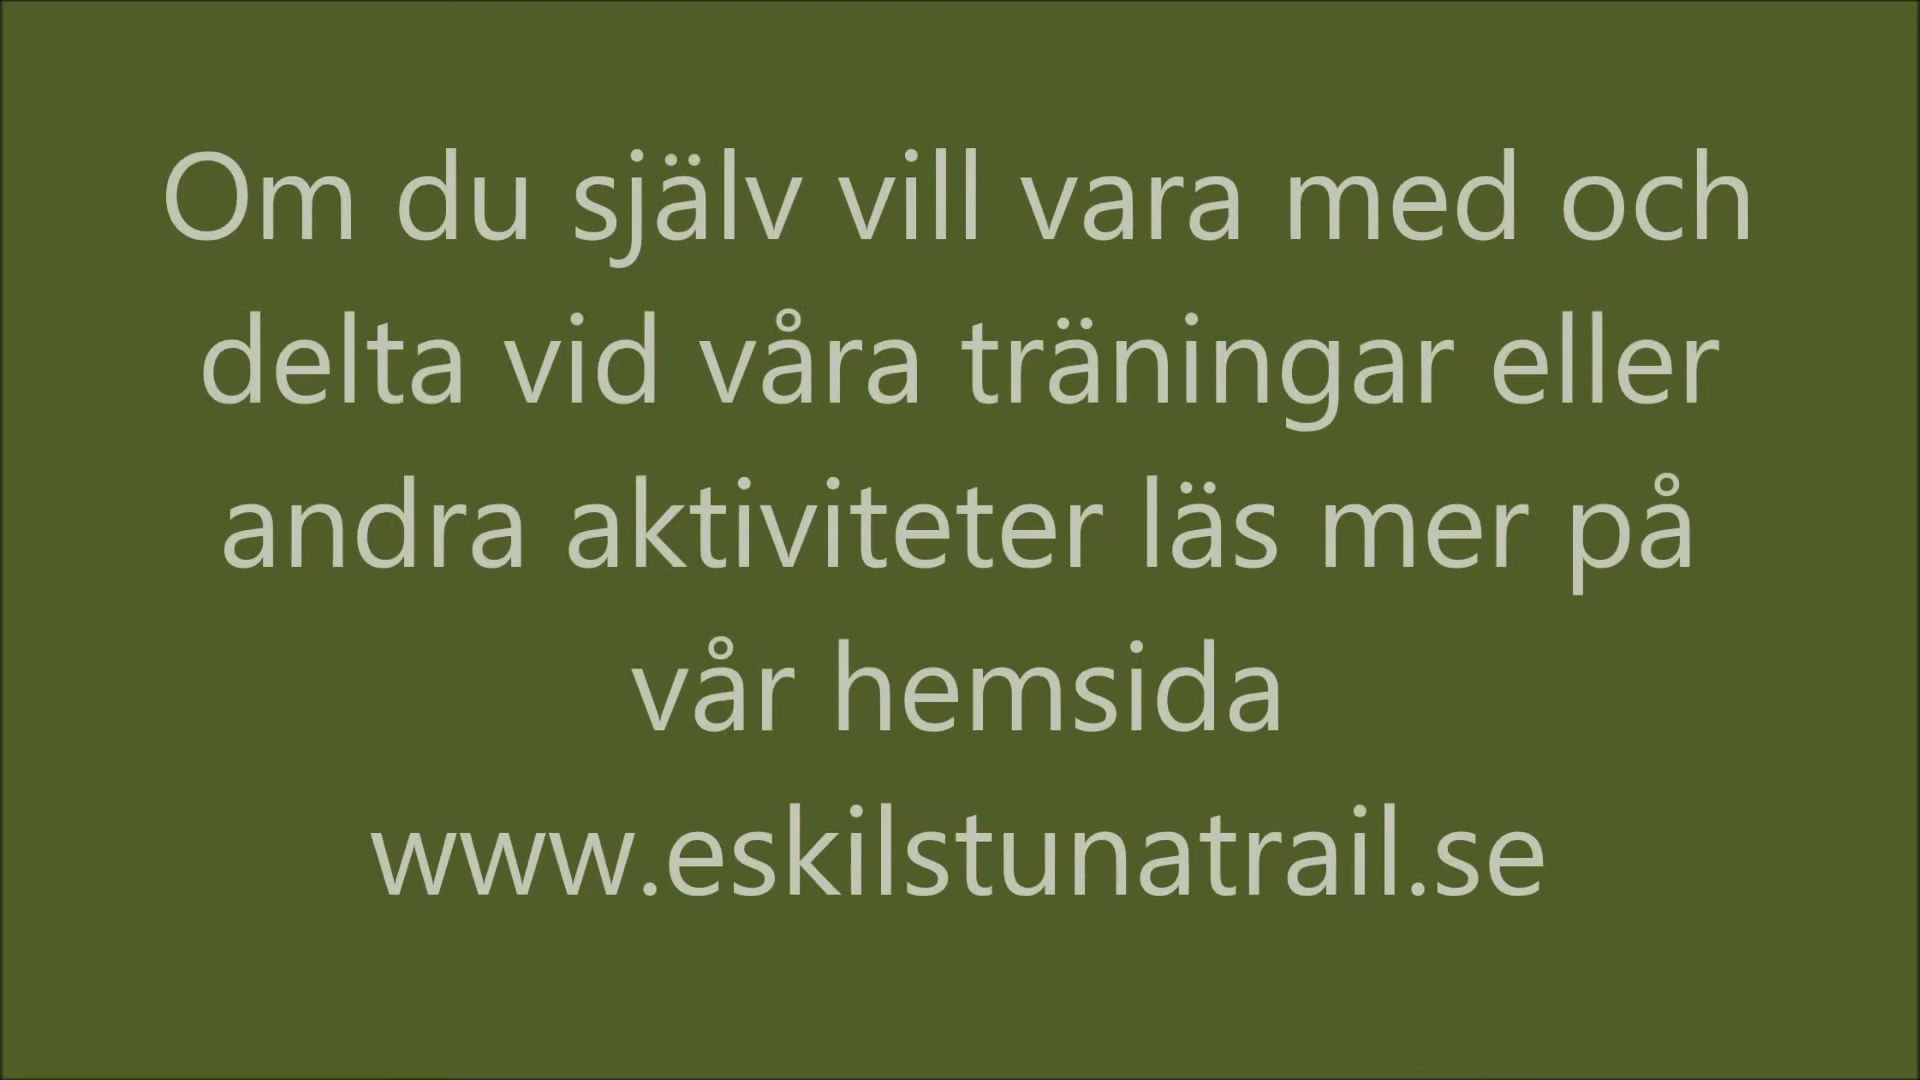 Om du själv vill vara med och
delta vid våra träningar eller
andra aktiviteter läs mer på
vår hemsida
www.eskilstunatrail.se